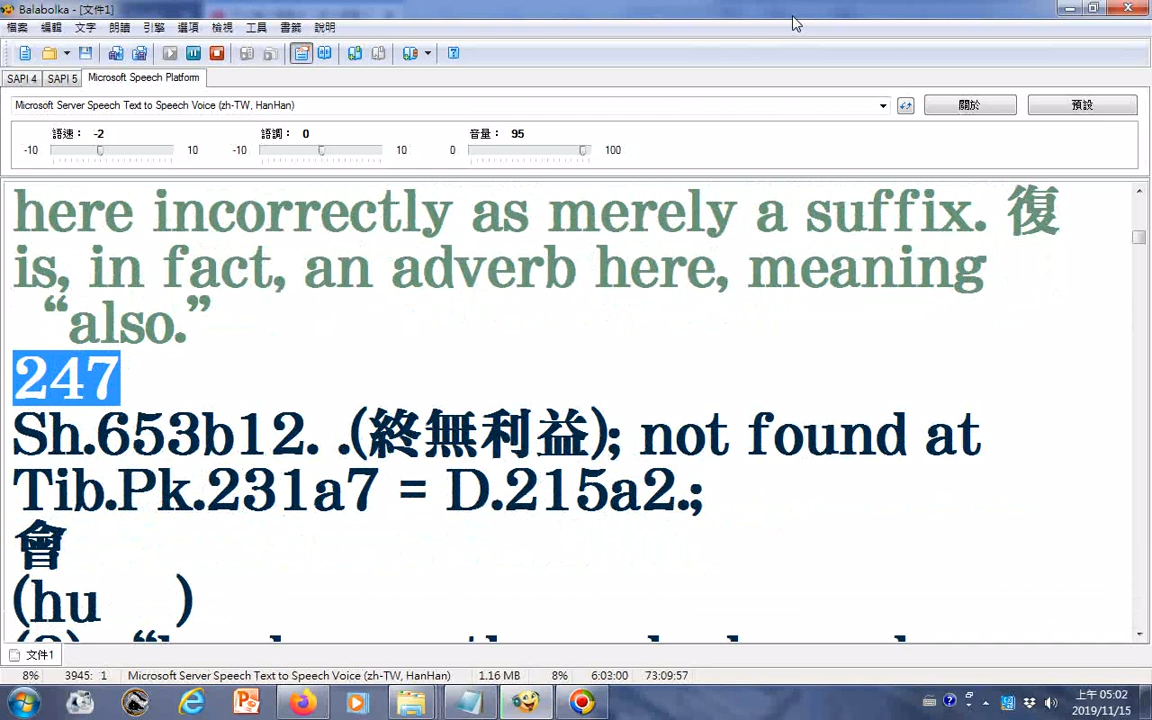 Balabolka - [文件1]
檔案 編輯 文字 朗讀 引擎 選項 檢視 工具 書籤 說明
SAPI 4 SAPI 5 Microsoft Speech Platform
Microsoft Server Speech Text to Speech Voice (zh-TW, HanHan) 關於 預設
語速： -2 語調： 0 音量： 95
-10 10 -10 10 0 100
here incorrectly as merely a suffix. 復
is, in fact, an adverb here, meaning
“also.”
247
Sh.653b12. .(終無利益); not found at
Tib.Pk.231a7 = D.215a2.;
會
(hu )
文件1
8% 3945: 1 Microsoft Server Speech Text to Speech Voice (zh-TW, HanHan) 1.16 MB 8% 6:03:00 73:09:57
上午 05:02
2019/11/15